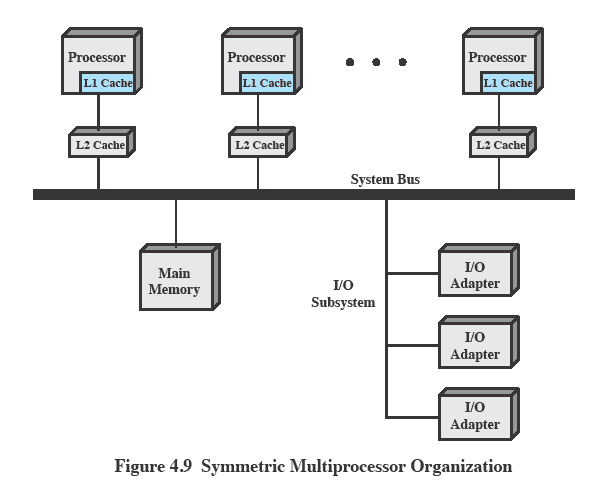 Processor
L1 Cache
Processor
L1 Cache
Processor
L1 Cache
L2 Cache
L2 Cache
L2 Cache
System Bus
Main
Memory
I/O
Subsystem
I/O
Adapter
I/O
Adapter
I/O
Adapter
Figure 4.9 Symmetric Multiprocessor Organization